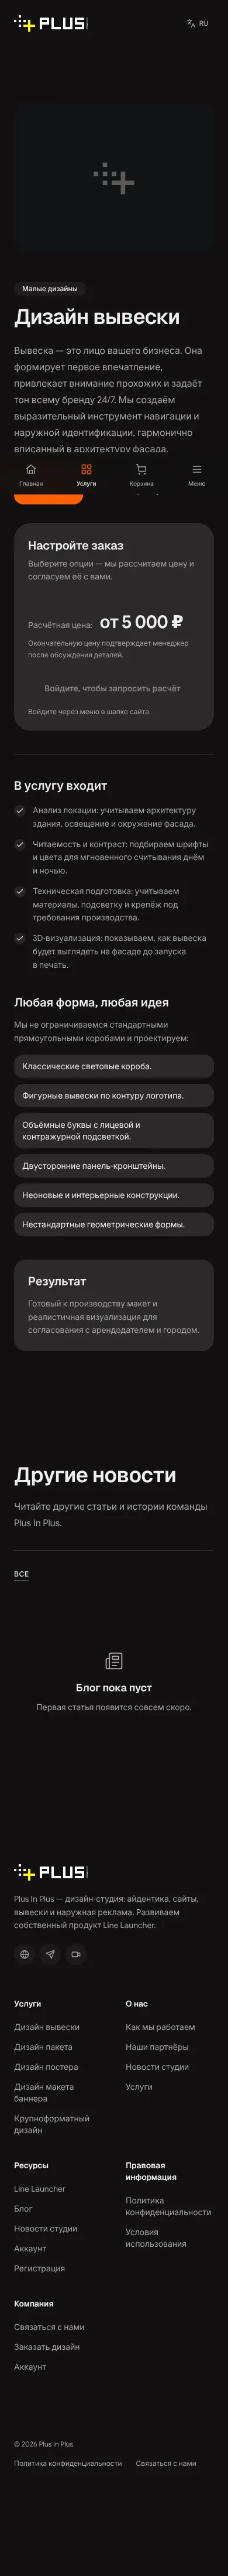 PLUS
RU
Малые дизайны
Дизайн вывески
Вывеска — это лицо вашего бизнеса. Она
формирует первое впечатление,
привлекает внимание прохожих и задаёт
тон всему бренду 24/7. Мы создаём
выразительный инструмент навигации и
наружной идентификации, гармонично
вписанный в архитектуру фасада.
Главная
Услуги
Корзина
Меню
Настройте заказ
Выберите опции — мы рассчитаем цену и
согласуем её с вами.
Расчётная цена: от 5 000 ₽
Окончательную цену подтверждает менеджер
после обсуждения деталей.
Войдите, чтобы запросить расчёт
Войдите через меню в шапке сайта.
В услугу входит
Анализ локации: учитываем архитектуру
здания, освещение и окружение фасада.
Читаемость и контраст: подбираем шрифты
и цвета для мгновенного считывания днём
и ночью.
Техническая подготовка: учитываем
материалы, подсветку и крепёж под
требования производства.
3D-визуализация: показываем, как вывеска
будет выглядеть на фасаде до запуска
в печать.
Любая форма, любая идея
Мы не ограничиваемся стандартными
прямоугольными коробами и проектируем:
Классические световые короба.
Фигурные вывески по контуру логотипа.
Объёмные буквы с лицевой и
контражурной подсветкой.
Двусторонние панель-кронштейны.
Неоновые и интерьерные конструкции.
Нестандартные геометрические формы.
Результат
Готовый к производству макет и
реалистичная визуализация для
согласования с арендодателем и городом.
Другие новости
Читайте другие статьи и истории команды
Plus In Plus.
ВСЕ
Блог пока пуст
Первая статья появится совсем скоро.
PLUS
Plus In Plus — дизайн-студия: айдентика, сайты,
вывески и наружная реклама. Развиваем
собственный продукт Line Launcher.
Услуги
Дизайн вывески
Дизайн пакета
Дизайн постера
Дизайн макета
баннера
Крупноформатный
дизайн
О нас
Как мы работаем
Наши партнёры
Новости студии
Услуги
Ресурсы
Line Launcher
Блог
Новости студии
Аккаунт
Регистрация
Правовая
информация
Политика
конфиденциальности
Условия
использования
Компания
Связаться с нами
Заказать дизайн
Аккаунт
© 2026 Plus In Plus
Политика конфиденциальности
Связаться с нами